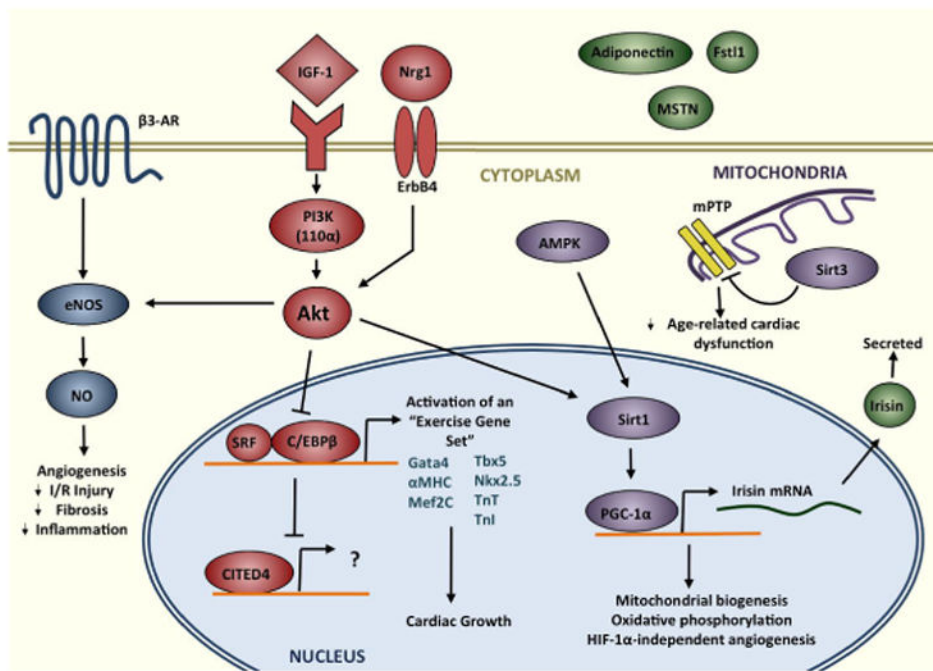 IGF-1
Nrg1
Adiponectin
Fstl1
MSTN
β3-AR
ErbB4
CYTOPLASM
MITOCHONDRIA
mPTP
PI3K
(110α)
AMPK
Sirt3
eNOS
Akt
Age-related cardiac
dysfunction
Secreted
NO
Irisin
Activation of an
"Exercise Gene
Set"
SRF
C/EBPβ
Sirt1
Gata4
αMHC
Mef2C
Tbx5
Nkx2.5
TnT
TnI
Angiogenesis
I/R Injury
Fibrosis
Inflammation
PGC-1α
Irisin mRNA
CITED4
?
Cardiac Growth
Mitochondrial biogenesis
Oxidative phosphorylation
HIF-1α-independent angiogenesis
NUCLEUS